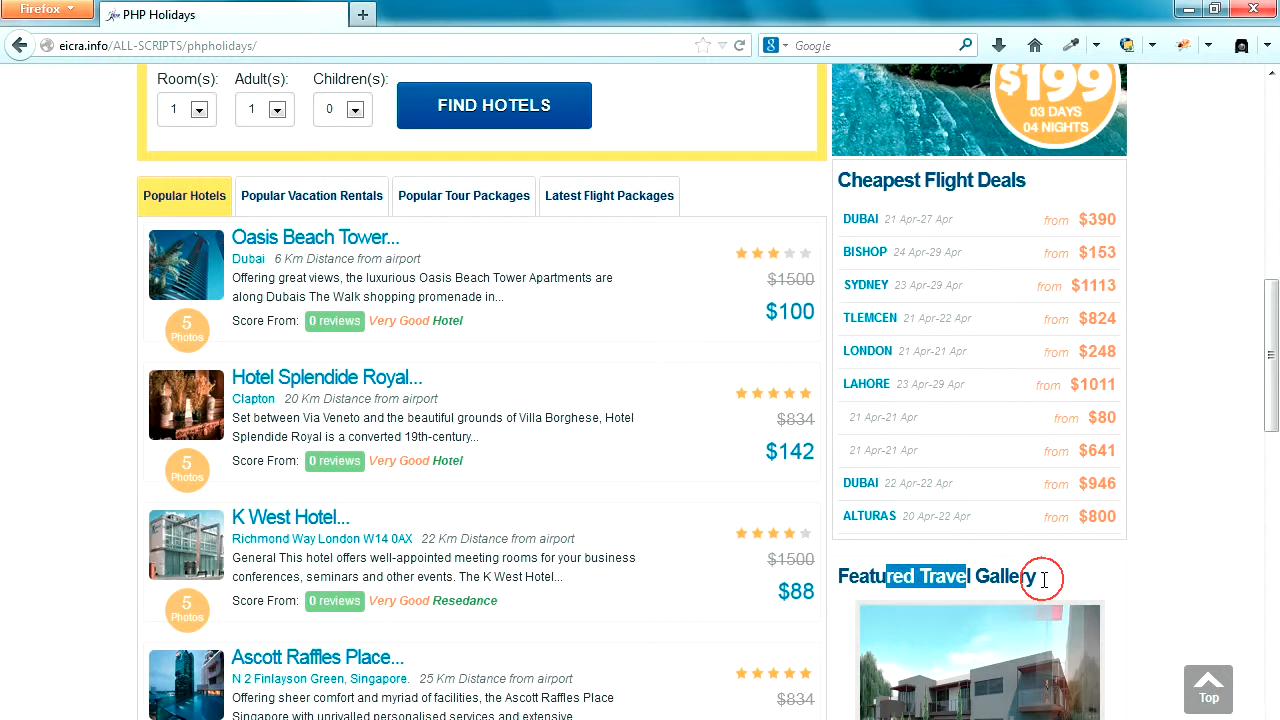 Firefox
PHP Holidays
eicra.info/ALL-SCRIPTS/phpholidays/
Google
Room(s):
Adult(s):
Children(s):
1
1
0
FIND HOTELS
$199
03 DAYS
04 NIGHTS
Popular Hotels
Popular Vacation Rentals
Popular Tour Packages
Latest Flight Packages
Oasis Beach Tower...
Dubai 6 Km Distance from airport
Offering great views, the luxurious Oasis Beach Tower Apartments are
along Dubais The Walk shopping promenade in...
Score From: 0 reviews Very Good Hotel
5
Photos
$1500
$100
Hotel Splendide Royal...
Clapton 20 Km Distance from airport
Set between Via Veneto and the beautiful grounds of Villa Borghese, Hotel
Splendide Royal is a converted 19th-century...
Score From: 0 reviews Very Good Hotel
5
Photos
$834
$142
K West Hotel...
Richmond Way London W14 0AX 22 Km Distance from airport
General This hotel offers well-appointed meeting rooms for your business
conferences, seminars and other events. The K West Hotel...
Score From: 0 reviews Very Good Resedance
5
Photos
$1500
$88
Ascott Raffles Place...
N 2 Finlayson Green, Singapore. 25 Km Distance from airport
Offering sheer comfort and myriad of facilities, the Ascott Raffles Place
Singapore with unrivalled personalised services and extensive
$834
Cheapest Flight Deals
DUBAI 21 Apr-27 Apr from $390
BISHOP 24 Apr-29 Apr from $153
SYDNEY 23 Apr-29 Apr from $1113
TLEMCEN 21 Apr-22 Apr from $824
LONDON 21 Apr-21 Apr from $248
LAHORE 23 Apr-29 Apr from $1011
21 Apr-21 Apr from $80
21 Apr-21 Apr from $641
DUBAI 22 Apr-22 Apr from $946
ALTURAS 20 Apr-22 Apr from $800
Featured Travel Gallery
Top